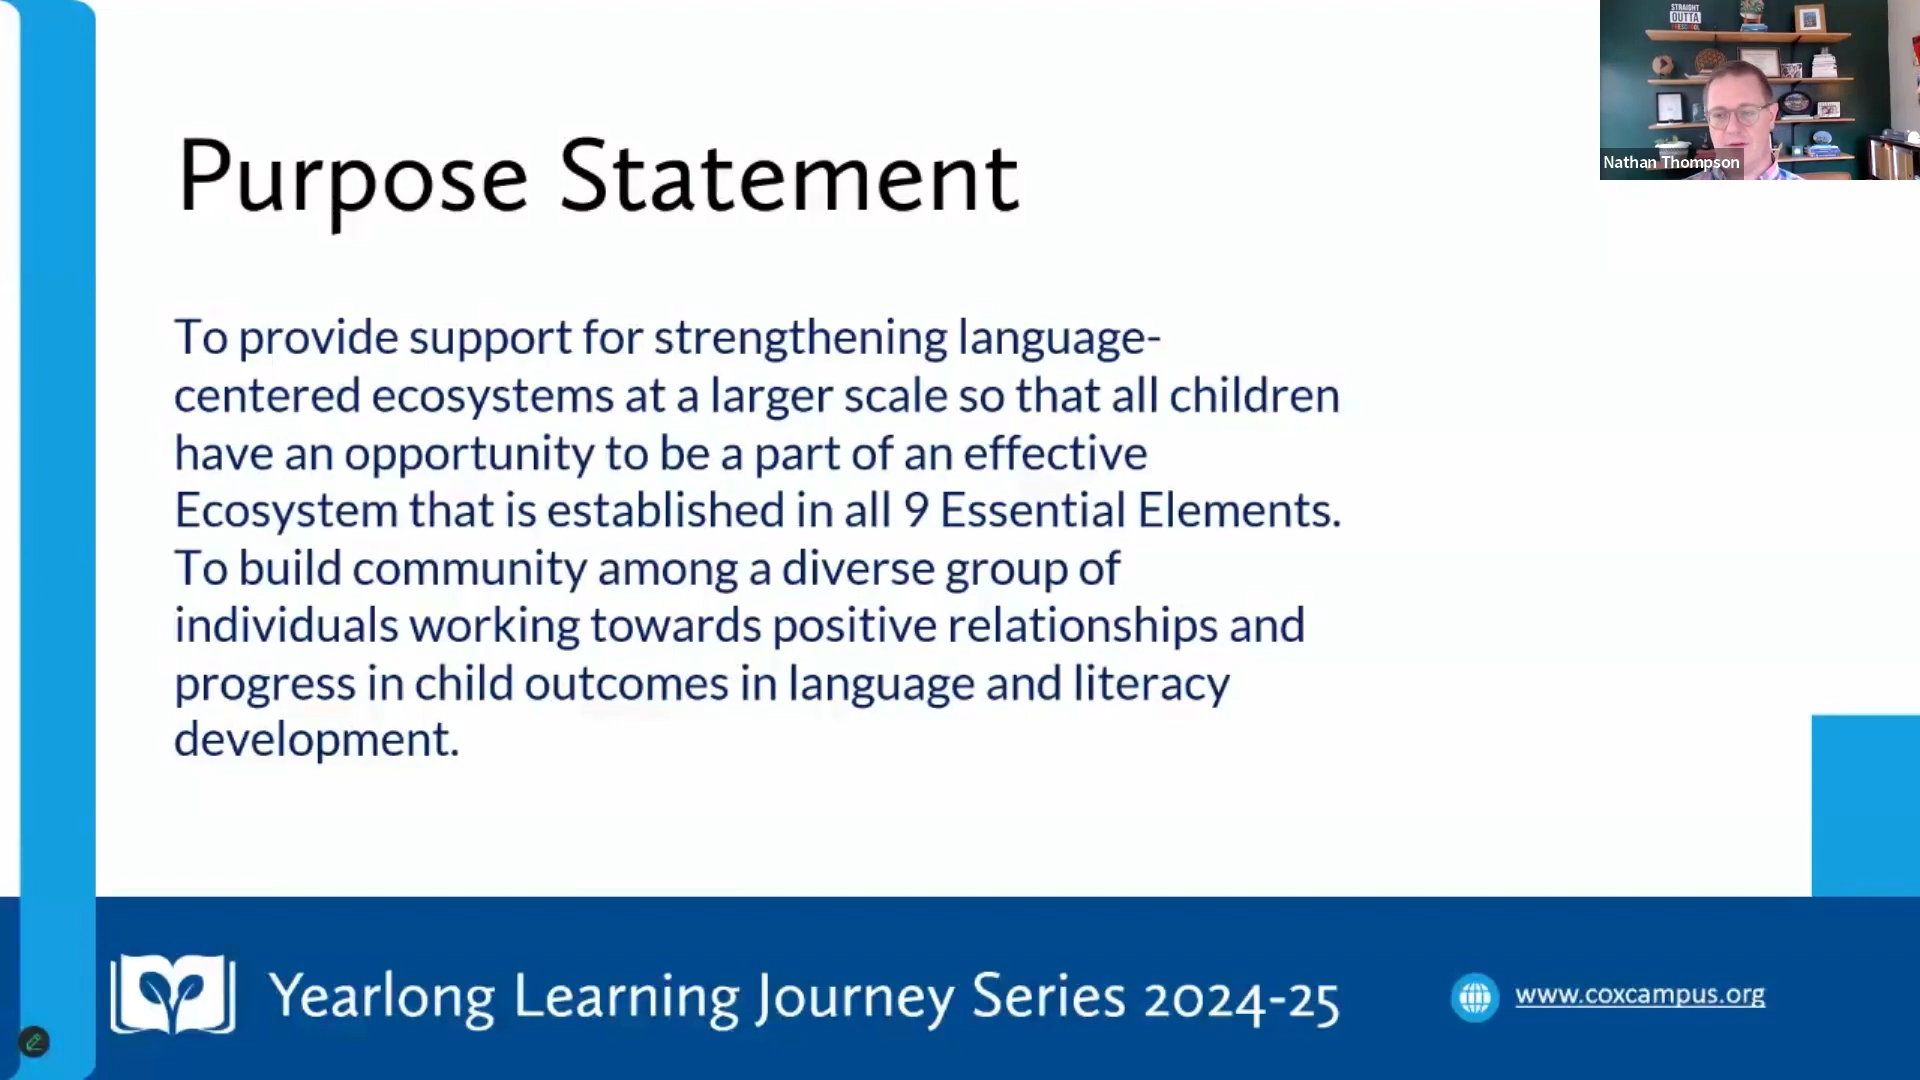 Purpose Statement
To provide support for strengthening language-
centered ecosystems at a larger scale so that all children
have an opportunity to be a part of an effective
Ecosystem that is established in all 9 Essential Elements.
To build community among a diverse group of
individuals working towards positive relationships and
progress in child outcomes in language and literacy
development.
STRAIGHT
OUTTA
PRESCHOOL
Nathan Thompson
Yearlong Learning Journey Series 2024-25
www.coxcampus.org